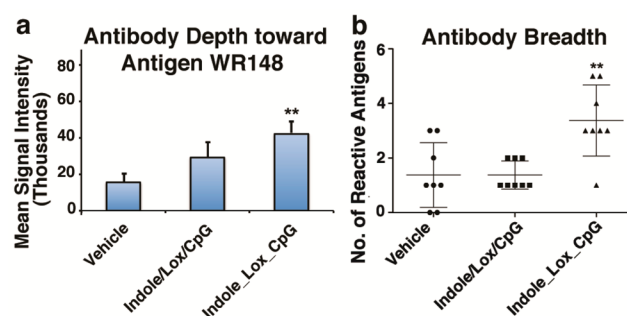 a
Antibody Depth toward
Antigen WR148
Mean Signal Intensity
(Thousands)
80
60
40
20
0
**
Vehicle
Indole/Lox/CpG
Indole_Lox_CpG
b
Antibody Breadth
No. of Reactive Antigens
6
4
2
0
**
Vehicle
Indole/Lox/CpG
Indole_Lox_CpG